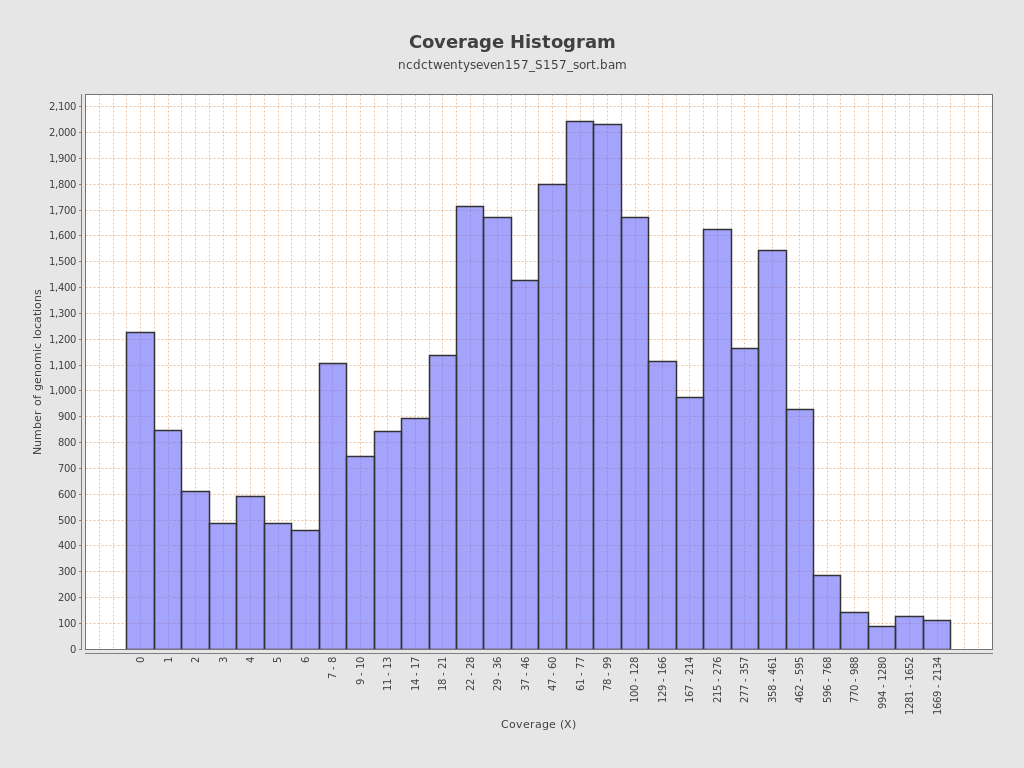 Coverage Histogram
ncdctwentyseven157_S157_sort.bam
Number of genomic locations
2,100
2,000
1,900
1,800
1,700
1,600
1,500
1,400
1,300
1,200
1,100
1,000
900
800
700
600
500
400
300
200
100
0
0
1
2
3
4
5
6
7 - 8
9 - 10
11 - 13
14 - 17
18 - 21
22 - 28
29 - 36
37 - 46
47 - 60
61 - 77
78 - 99
100 - 128
129 - 166
167 - 214
215 - 276
277 - 357
358 - 461
462 - 595
596 - 768
770 - 988
994 - 1280
1281 - 1652
1669 - 2134
Coverage (X)